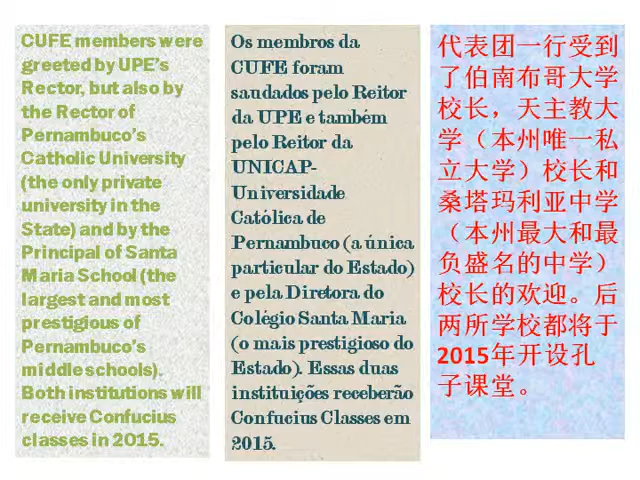 CUFE members were
greeted by UPE's
Rector, but also by
the Rector of
Pernambuco's
Catholic University
(the only private
university in the
State) and by the
Principal of Santa
Maria School (the
largest and most
prestigious of
Pernambuco's
middle schools).
Both institutions will
receive Confucius
classes in 2015.
Os membros da
CUFE foram
saudados pelo Reitor
da UPE e também
pelo Reitor da
UNICAP-
Universidade
Católica de
Pernambuco (a única
particular do Estado)
e pela Diretora do
Colégio Santa Maria
(o mais prestigioso do
Estado). Essas duas
instituições receberão
Confucius Classes em
2015.
代表团一行受到
了伯南布哥大学
校长，天主教大
学（本州唯一私
立大学）校长和
桑塔玛利亚中学
（本州最大和最
负盛名的中学）
校长的欢迎。后
两所学校都将于
2015年开设孔
子课堂。